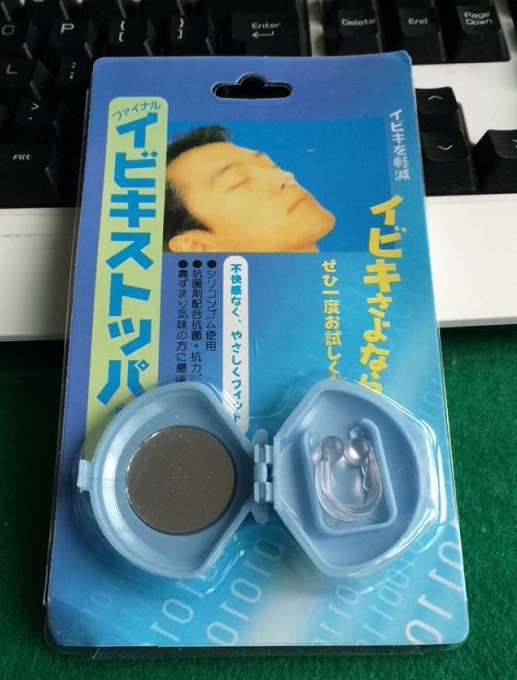 P
{
[
}
]
Enter
Delete
End
Page
Down
L
:
;
"
'
>
.
?
/
Alt
ファイナル
イビキストッパ
イビキを軽減
イビキさよなら
ぜひ一度お試しく
不快感なく、やさしくフィット
●シリコンゴム使用
●抗菌剤配合抗菌・抗カビ
●鼻づまり気味の方に最適